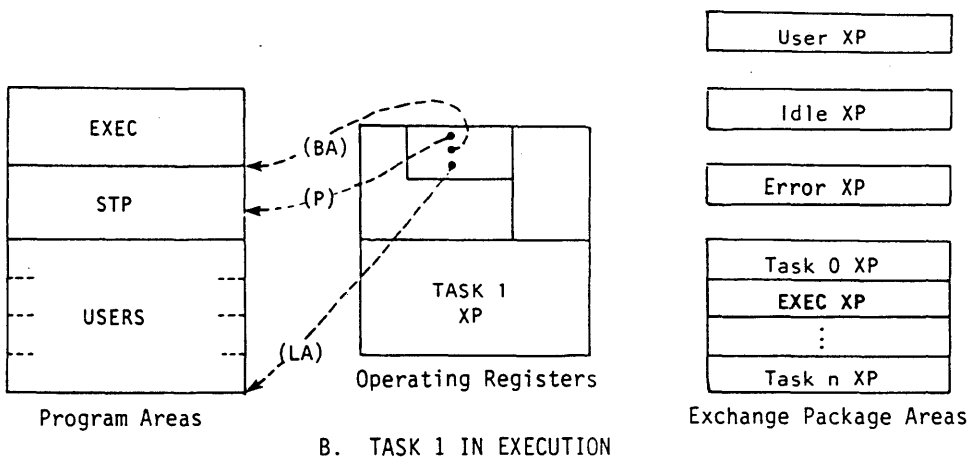 User XP
Idle XP
Error XP
EXEC
STP
USERS
(BA)
(P)
(LA)
TASK 1
XP
Task 0 XP
EXEC XP
⋮
Task n XP
Program Areas
Operating Registers
Exchange Package Areas
B. TASK 1 IN EXECUTION